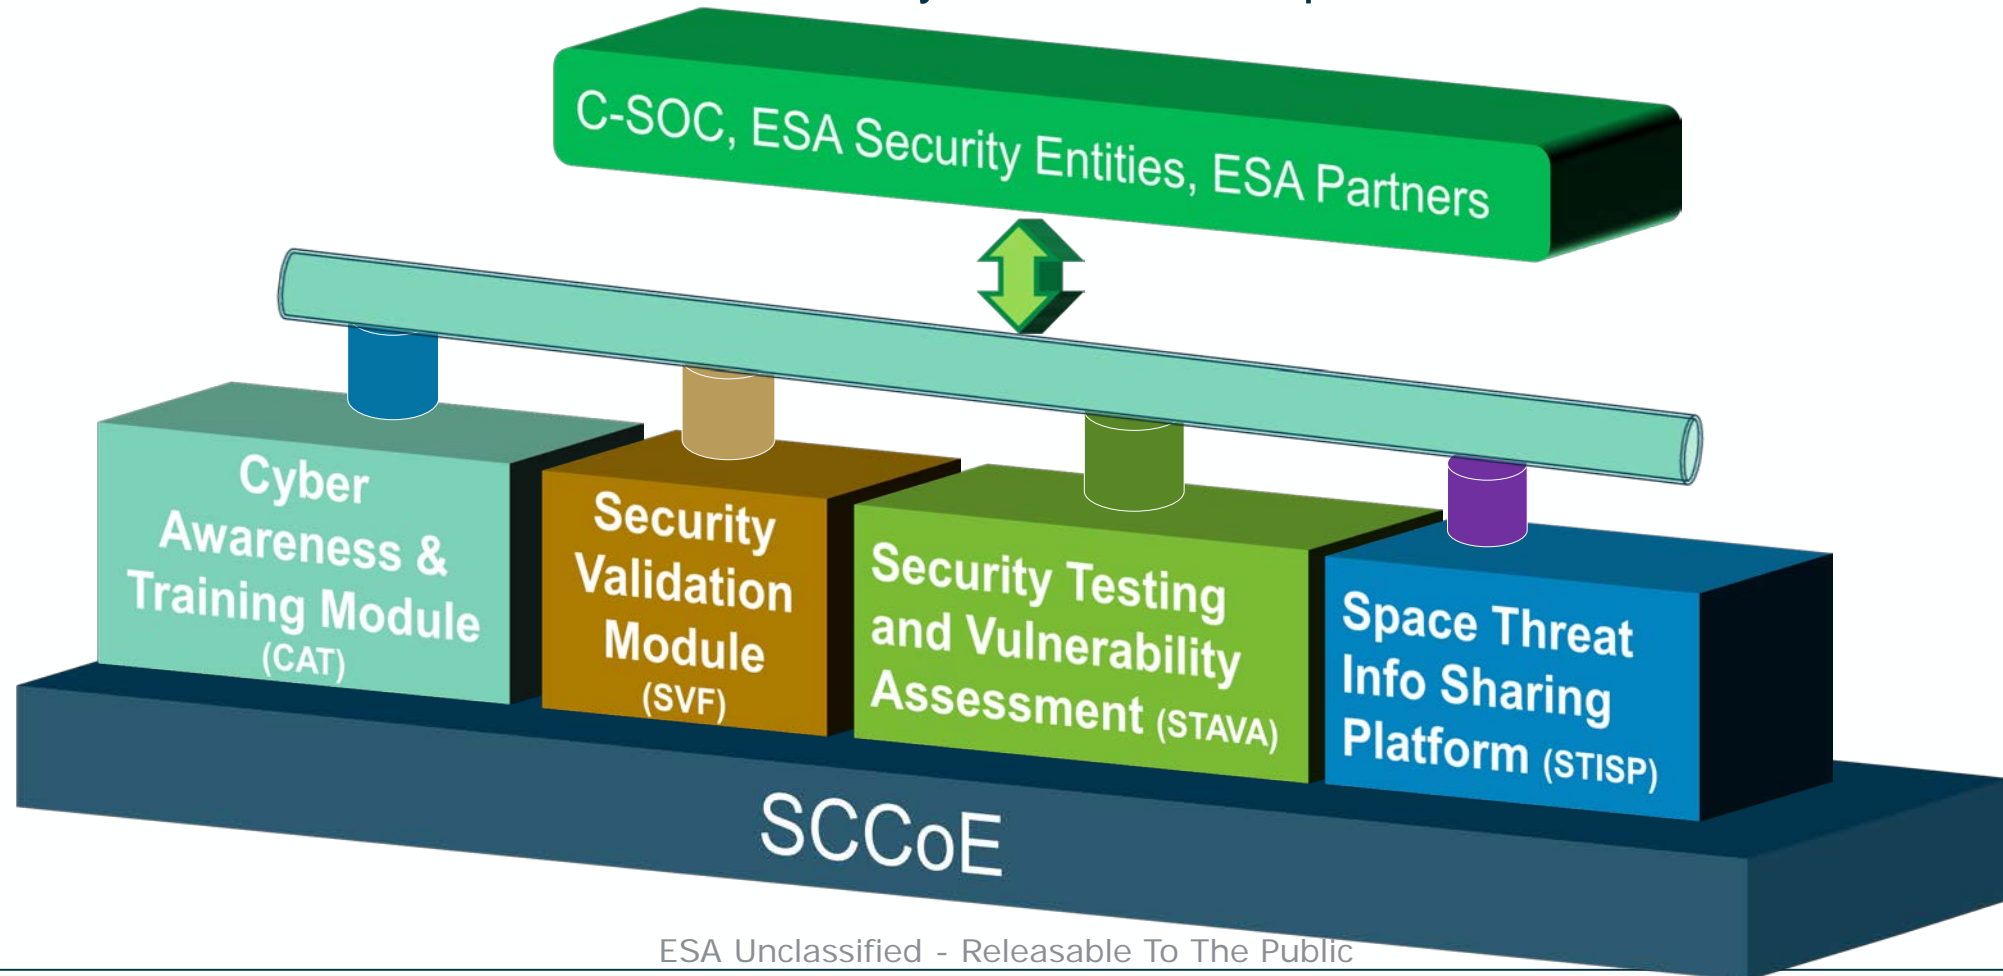 C-SOC, ESA Security Entities, ESA Partners
Cyber
Awareness &
Training Module
(CAT)
Security
Validation
Module
(SVF)
Security Testing
and Vulnerability
Assessment (STAVA)
Space Threat
Info Sharing
Platform (STISP)
SCCoE
ESA Unclassified - Releasable To The Public